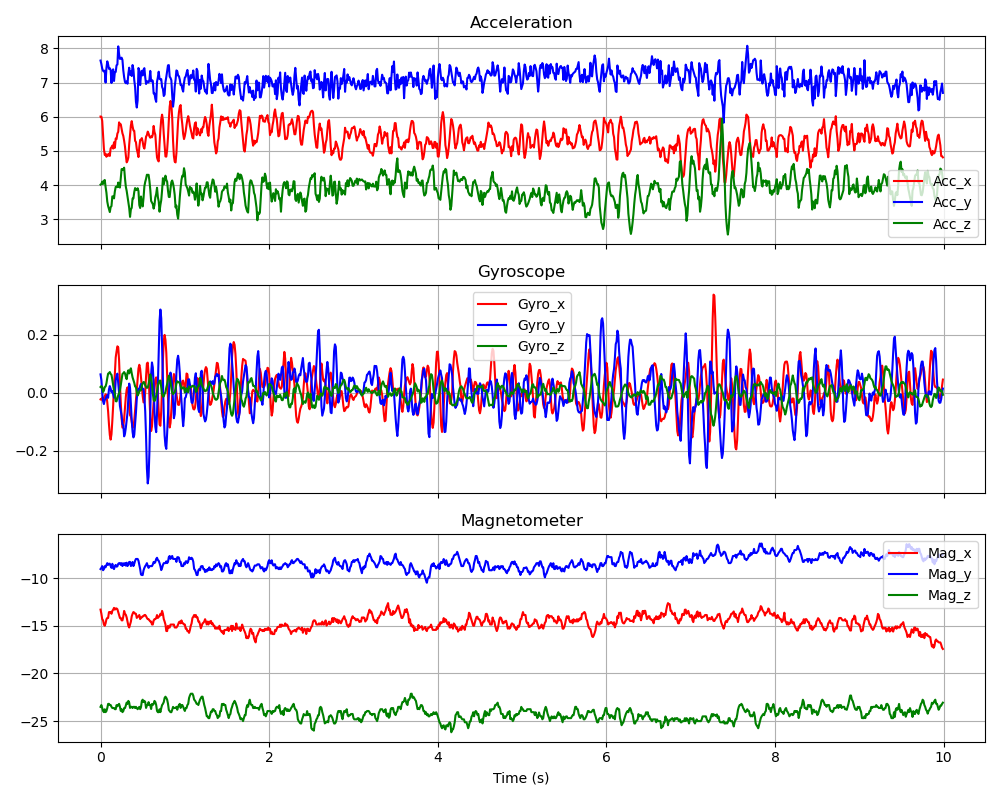 Acceleration
8
7
6
5
4
3
Acc_x
Acc_y
Acc_z
Gyroscope
0.2
0.0
−0.2
Gyro_x
Gyro_y
Gyro_z
Magnetometer
−10
−15
−20
−25
Mag_x
Mag_y
Mag_z
0 2 4 6 8 10
Time (s)